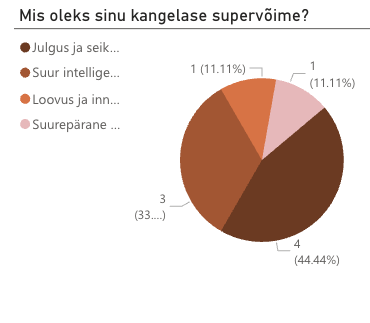 Mis oleks sinu kangelase supervõime?
Julgus ja seik...
Suur intellige...
Loovus ja inn...
Suurepärane ...
1 (11.11%)
1
(11.11%)
3
(33....)
4
(44.44%)